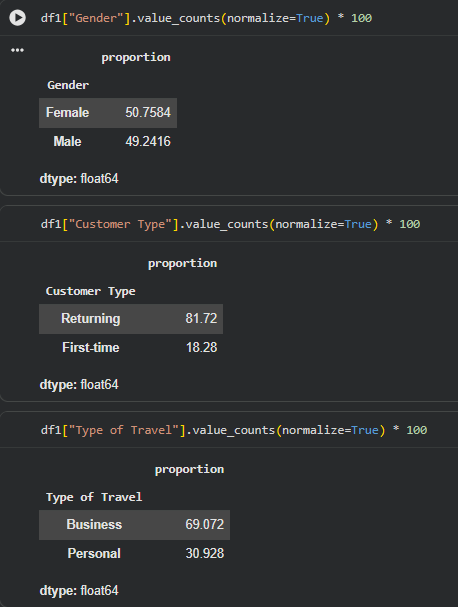 df1["Gender"].value_counts(normalize=True) * 100
proportion
Gender
Female 50.7584
Male 49.2416
dtype: float64
df1["Customer Type"].value_counts(normalize=True) * 100
proportion
Customer Type
Returning 81.72
First-time 18.28
dtype: float64
df1["Type of Travel"].value_counts(normalize=True) * 100
proportion
Type of Travel
Business 69.072
Personal 30.928
dtype: float64